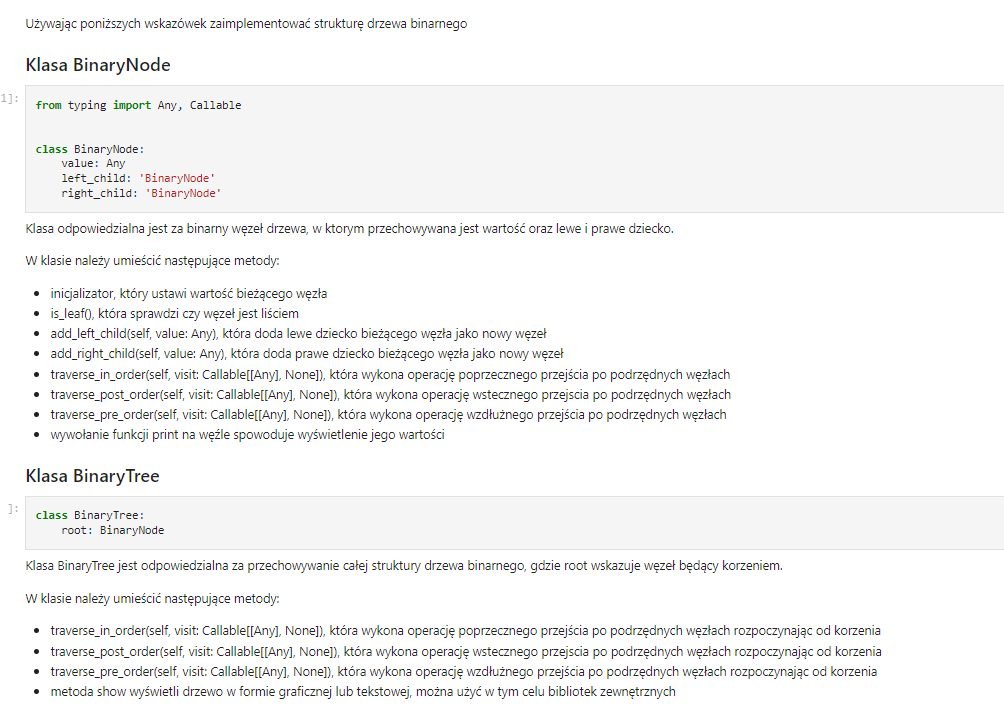 Używając poniższych wskazówek zaimplementować strukturę drzewa binarnego
Klasa BinaryNode
1]:
from typing import Any, Callable
class BinaryNode:
value: Any
left_child: 'BinaryNode'
right_child: 'BinaryNode'
Klasa odpowiedzialna jest za binarny węzeł drzewa, w ktorym przechowywana jest wartość oraz lewe i prawe dziecko.
W klasie należy umieścić następujące metody:
• inicjalizator, który ustawi wartość bieżącego węzła
• is_leaf(), która sprawdzi czy węzeł jest liściem
• add_left_child(self, value: Any), która doda lewe dziecko bieżącego węzła jako nowy węzeł
• add_right_child(self, value: Any), która doda prawe dziecko bieżącego węzła jako nowy węzeł
• traverse_in_order(self, visit: Callable[[Any], None]), która wykona operację poprzecznego przejścia po podrzędnych węzłach
• traverse_post_order(self, visit: Callable[[Any], None]), która wykona operację wstecznego przejscia po podrzędnych węzłach
• traverse_pre_order(self, visit: Callable[[Any], None]), która wykona operację wzdłużnego przejścia po podrzędnych węzłach
• wywołanie funkcji print na węźle spowoduje wyświetlenie jego wartości
Klasa BinaryTree
]:
class BinaryTree:
root: BinaryNode
Klasa BinaryTree jest odpowiedzialna za przechowywanie całej struktury drzewa binarnego, gdzie root wskazuje węzeł będący korzeniem.
W klasie należy umieścić następujące metody:
• traverse_in_order(self, visit: Callable[[Any], None]), która wykona operację poprzecznego przejścia po podrzędnych węzłach rozpoczynając od korzenia
• traverse_post_order(self, visit: Callable[[Any], None]), która wykona operację wstecznego przejscia po podrzędnych węzłach rozpoczynając od korzenia
• traverse_pre_order(self, visit: Callable[[Any], None]), która wykona operację wzdłużnego przejścia po podrzędnych węzłach rozpoczynając od korzenia
• metoda show wyświetli drzewo w formie graficznej lub tekstowej, można użyć w tym celu bibliotek zewnętrznych